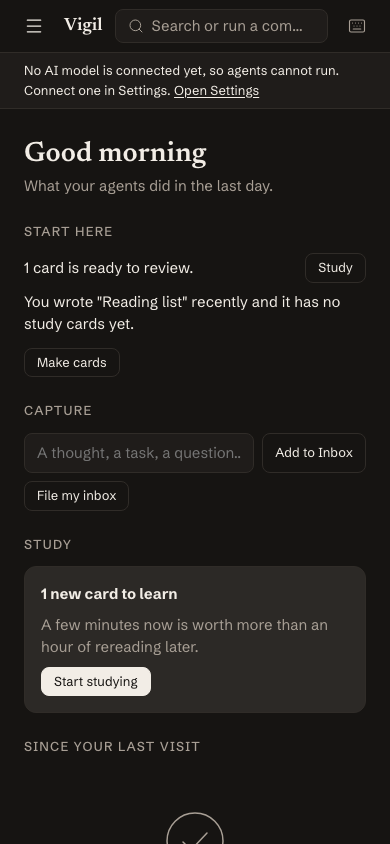 Vigil
Search or run a com...
No AI model is connected yet, so agents cannot run.
Connect one in Settings. Open Settings
Good morning
What your agents did in the last day.
START HERE
1 card is ready to review.
Study
You wrote "Reading list" recently and it has no
study cards yet.
Make cards
CAPTURE
A thought, a task, a question..
Add to Inbox
File my inbox
STUDY
1 new card to learn
A few minutes now is worth more than an
hour of rereading later.
Start studying
SINCE YOUR LAST VISIT